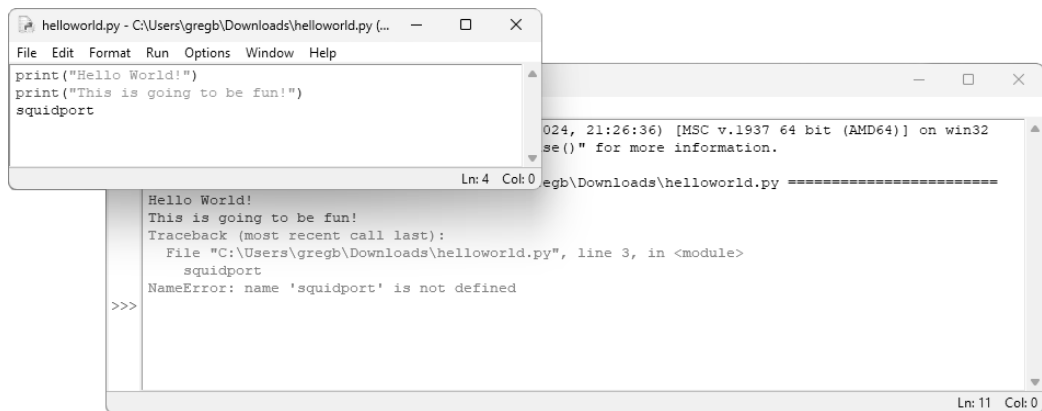 helloworld.py - C:\Users\gregb\Downloads\helloworld.py (...
File Edit Format Run Options Window Help
print("Hello World!")
print("This is going to be fun!")
squidport
Ln: 4 Col: 0
024, 21:26:36) [MSC v.1937 64 bit (AMD64)] on win32
se()" for more information.
egb\Downloads\helloworld.py ========================
Hello World!
This is going to be fun!
Traceback (most recent call last):
File "C:\Users\gregb\Downloads\helloworld.py", line 3, in <module>
squidport
NameError: name 'squidport' is not defined
>>>
Ln: 11 Col: 0